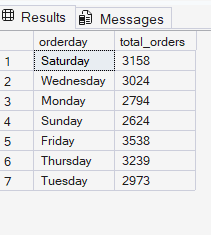 Results Messages
orderday total_orders
1 Saturday 3158
2 Wednesday 3024
3 Monday 2794
4 Sunday 2624
5 Friday 3538
6 Thursday 3239
7 Tuesday 2973